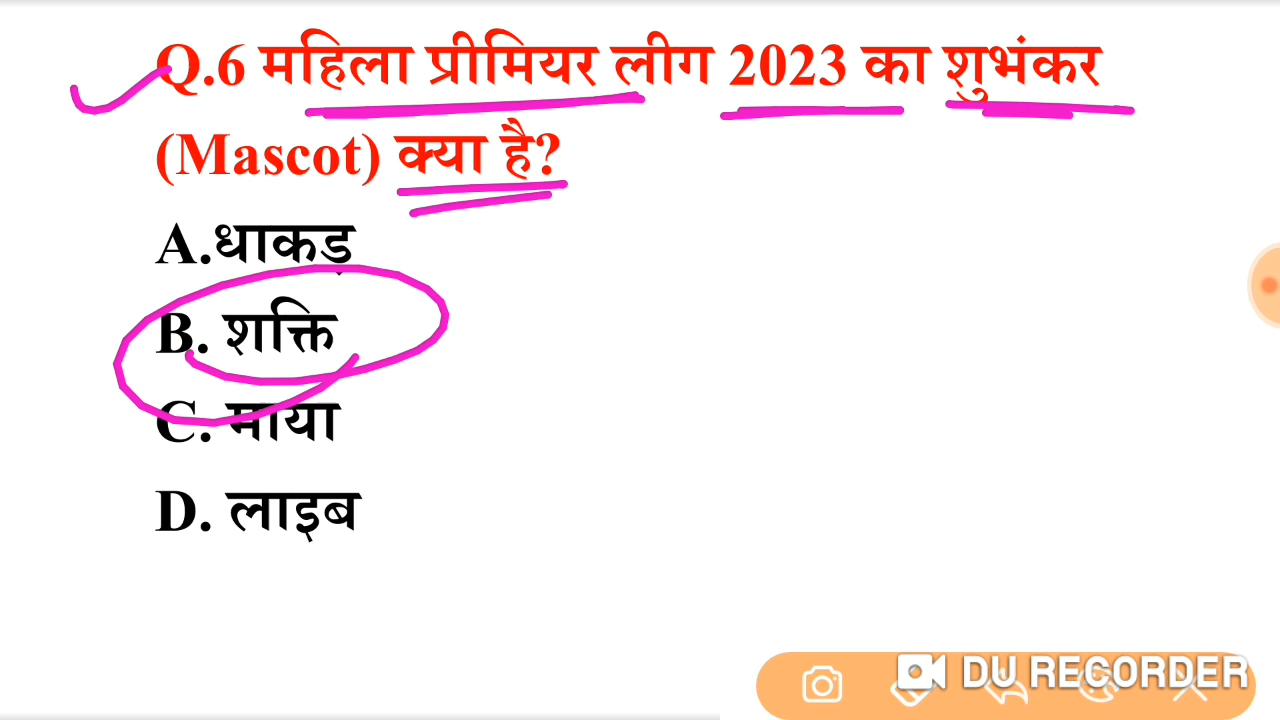 Q.6 महिला प्रीमियर लीग 2023 का शुभंकर
(Mascot) क्या है?
A.धाकड़
B. शक्ति
C. माया
D. लाइब
DU RECORDER